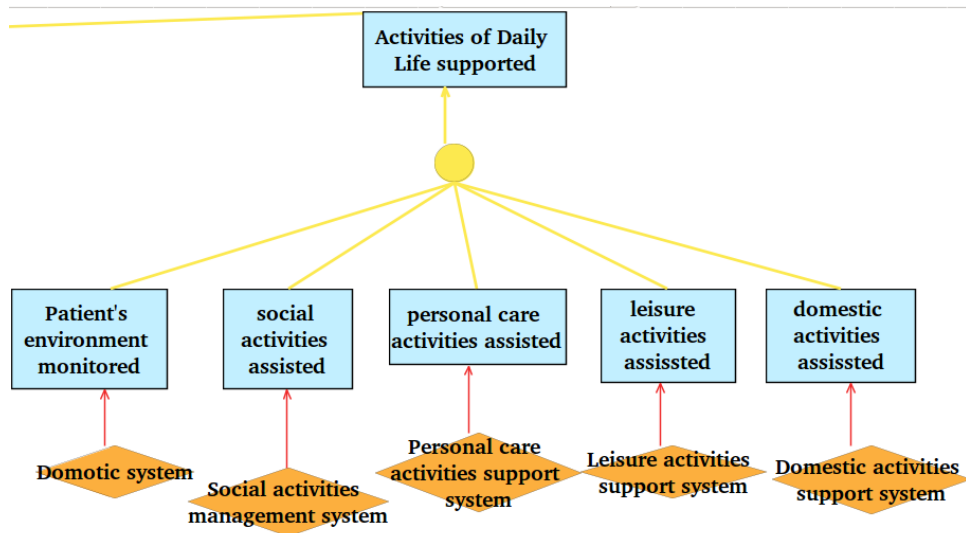 Activities of Daily
Life supported
Patient's
environment
monitored
social
activities
assisted
personal care
activities assisted
leisure
activities
assissted
domestic
activities
assissted
Domotic system
Social activities
management system
Personal care
activities support
system
Leisure activities
support system
Domestic activities
support system